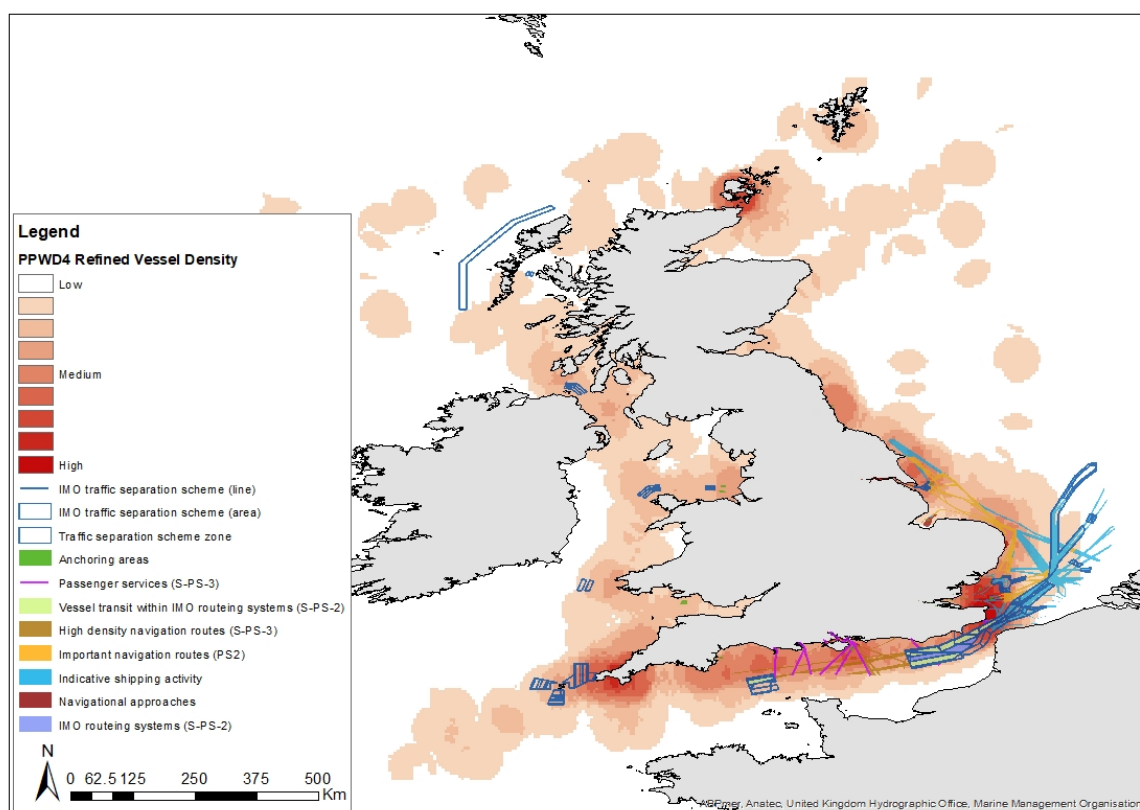 Legend
PPWD4 Refined Vessel Density
Low
Medium
High
IMO traffic separation scheme (line)
IMO traffic separation scheme (area)
Traffic separation scheme zone
Anchoring areas
Passenger services (S-PS-3)
Vessel transit within IMO routeing systems (S-PS-2)
High density navigation routes (S-PS-3)
Important navigation routes (PS2)
Indicative shipping activity
Navigational approaches
IMO routeing systems (S-PS-2)
N
0 62.5 125 250 375 500
Km
ABPmer, Anatec, United Kingdom Hydrographic Office, Marine Management Organisation